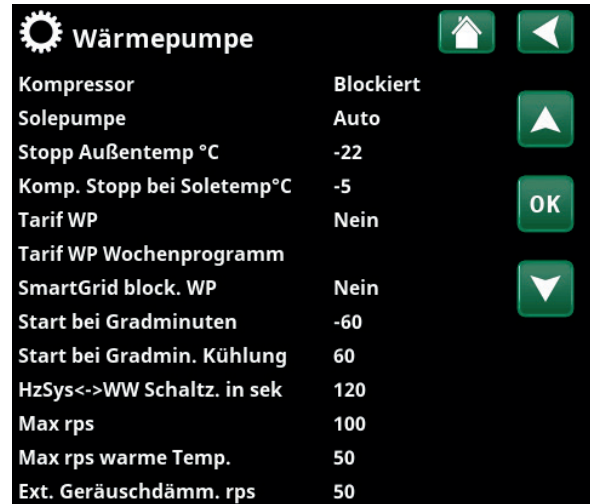 Wärmepumpe
Kompressor Blockiert
Solepumpe Auto
Stopp Außentemp °C -22
Komp. Stopp bei Soletemp°C -5
OK
Tarif WP Nein
Tarif WP Wochenprogramm
SmartGrid block. WP Nein
Start bei Gradminuten -60
Start bei Gradmin. Kühlung 60
HzSys<->WW Schaltz. in sek 120
Max rps 100
Max rps warme Temp. 50
Ext. Geräuschdämm. rps 50